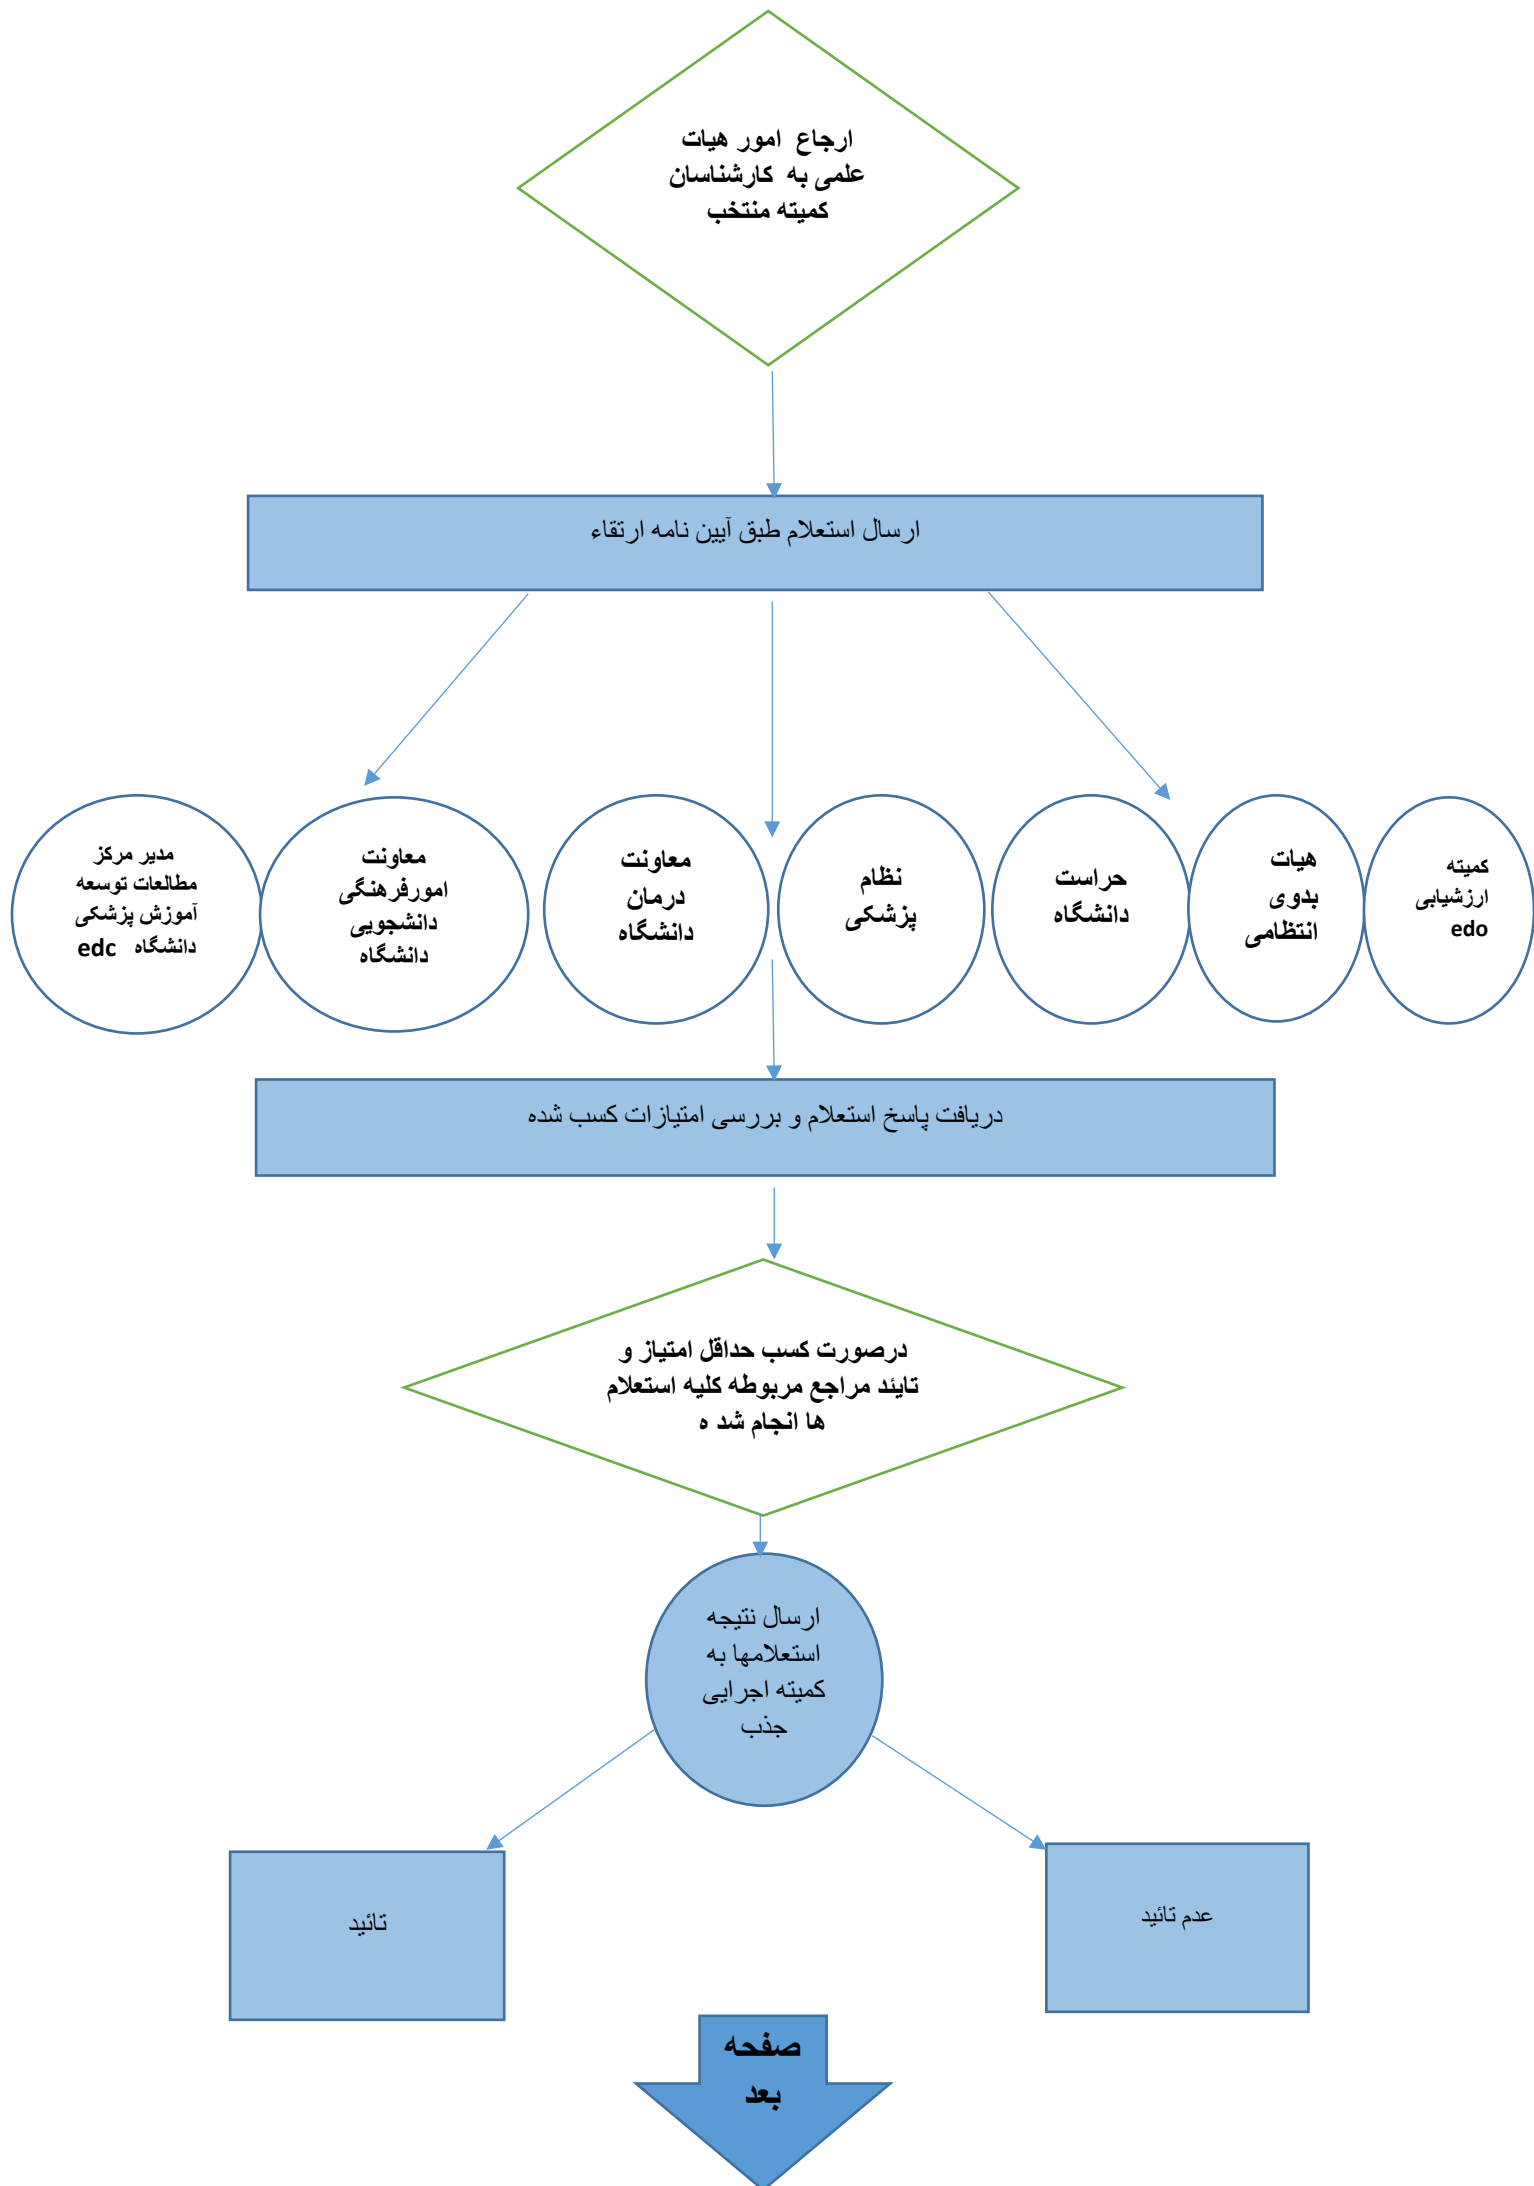 ارجاع امور هیات
علمی به کارشناسان
کمیته منتخب
ارسال استعلام طبق آیین نامه ارتقاء
کمیته
ارزشیابی
edo
هیات
بدوی
انتظامی
حراست
دانشگاه
نظام
پزشکی
معاونت
درمان
دانشگاه
معاونت
امورفرهنگی
دانشجویی
دانشگاه
مدیر مرکز
مطالعات توسعه
آموزش پزشکی
دانشگاه edc
دریافت پاسخ استعلام و بررسی امتیازات کسب شده
درصورت کسب حداقل امتیاز و
تایئد مراجع مربوطه کلیه استعلام
ها انجام شد ه
ارسال نتیجه
استعلامها به
کمیته اجرایی
جذب
عدم تائید
تائید
صفحه
بعد